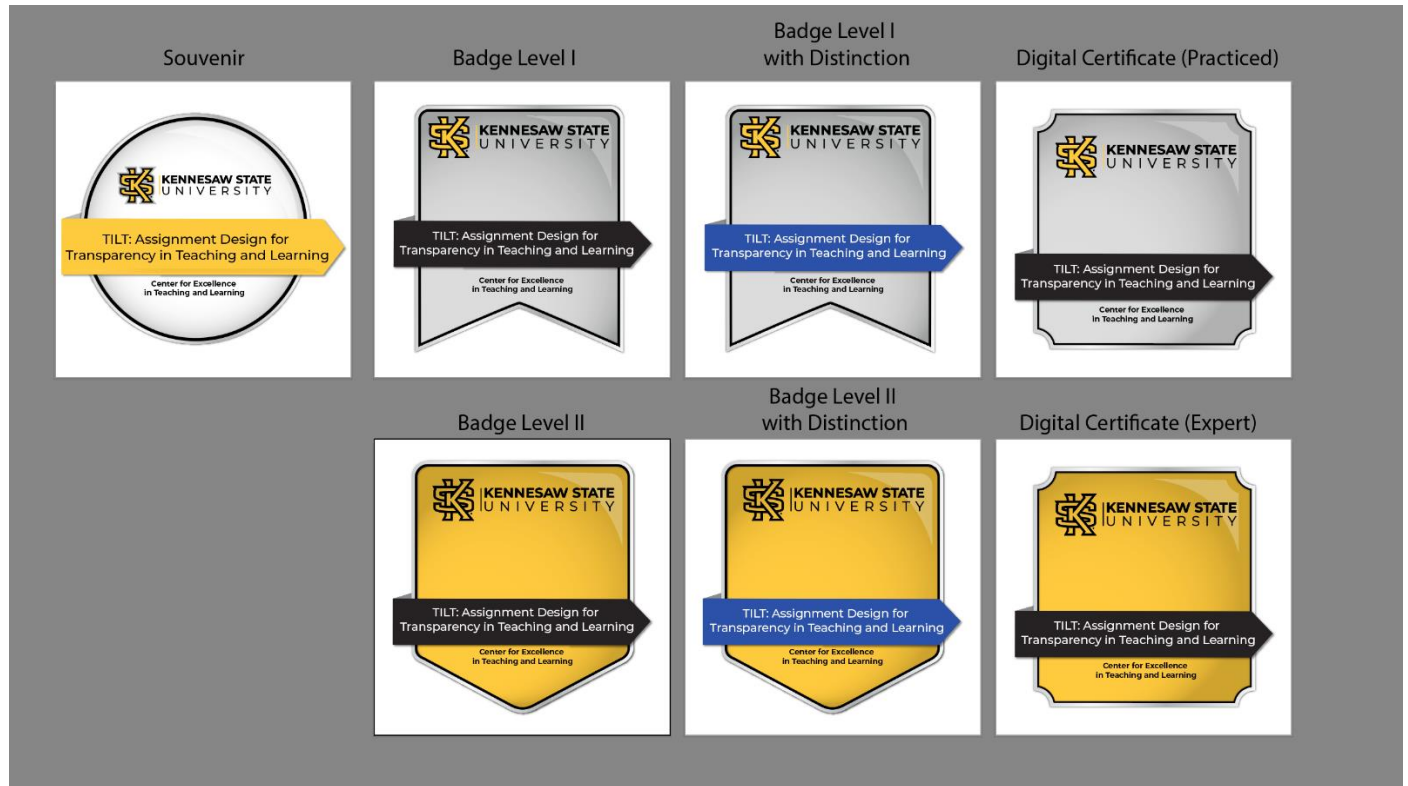 Souvenir
KENNESAW STATE
UNIVERSITY
TILT: Assignment Design for
Transparency in Teaching and Learning
Center for Excellence
in Teaching and Learning
Badge Level I
KENNESAW STATE
UNIVERSITY
TILT: Assignment Design for
Transparency in Teaching and Learning
Center for Excellence
in Teaching and Learning
Badge Level I
with Distinction
KENNESAW STATE
UNIVERSITY
TILT: Assignment Design for
Transparency in Teaching and Learning
Center for Excellence
in Teaching and Learning
Digital Certificate (Practiced)
KENNESAW STATE
UNIVERSITY
TILT: Assignment Design for
Transparency in Teaching and Learning
Center for Excellence
in Teaching and Learning
Badge Level II
KENNESAW STATE
UNIVERSITY
TILT: Assignment Design for
Transparency in Teaching and Learning
Center for Excellence
in Teaching and Learning
Badge Level II
with Distinction
KENNESAW STATE
UNIVERSITY
TILT: Assignment Design for
Transparency in Teaching and Learning
Center for Excellence
in Teaching and Learning
Digital Certificate (Expert)
KENNESAW STATE
UNIVERSITY
TILT: Assignment Design for
Transparency in Teaching and Learning
Center for Excellence
in Teaching and Learning